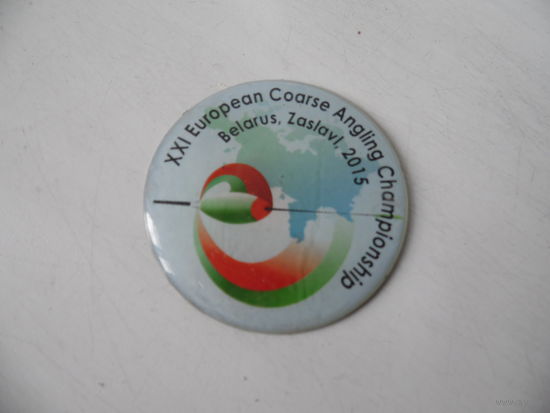 XXI European Coarse Angling Championship
Belarus, Zaslavl, 2015